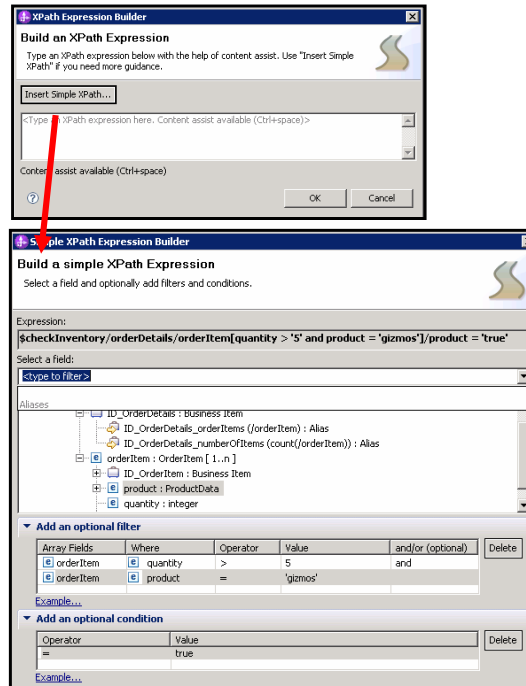 XPath Expression Builder
Build an XPath Expression
Type an XPath expression below with the help of content assist. Use "Insert Simple
XPath" if you need more guidance.
Insert Simple XPath...
<Type an XPath expression here. Content assist available (Ctrl+space)>
Content assist available (Ctrl+space)
OK Cancel
Simple XPath Expression Builder
Build a simple XPath Expression
Select a field and optionally add filters and conditions.
Expression:
$checkInventory/orderDetails/orderItem[quantity > '5' and product = 'gizmos']/product = 'true'
Select a field:
<type to filter>
Aliases
ID_OrderDetails : Business Item
ID_OrderDetails_orderItems (/orderItem) : Alias
ID_OrderDetails_numberOfItems (count(/orderItem)) : Alias
orderItem : OrderItem [ 1..n ]
ID_OrderItem : Business Item
product : ProductData
quantity : integer
Add an optional filter
Array Fields Where Operator Value and/or (optional) Delete
orderItem quantity > 5 and
orderItem product = 'gizmos'
Example...
Add an optional condition
Operator Value Delete
= true
Example...